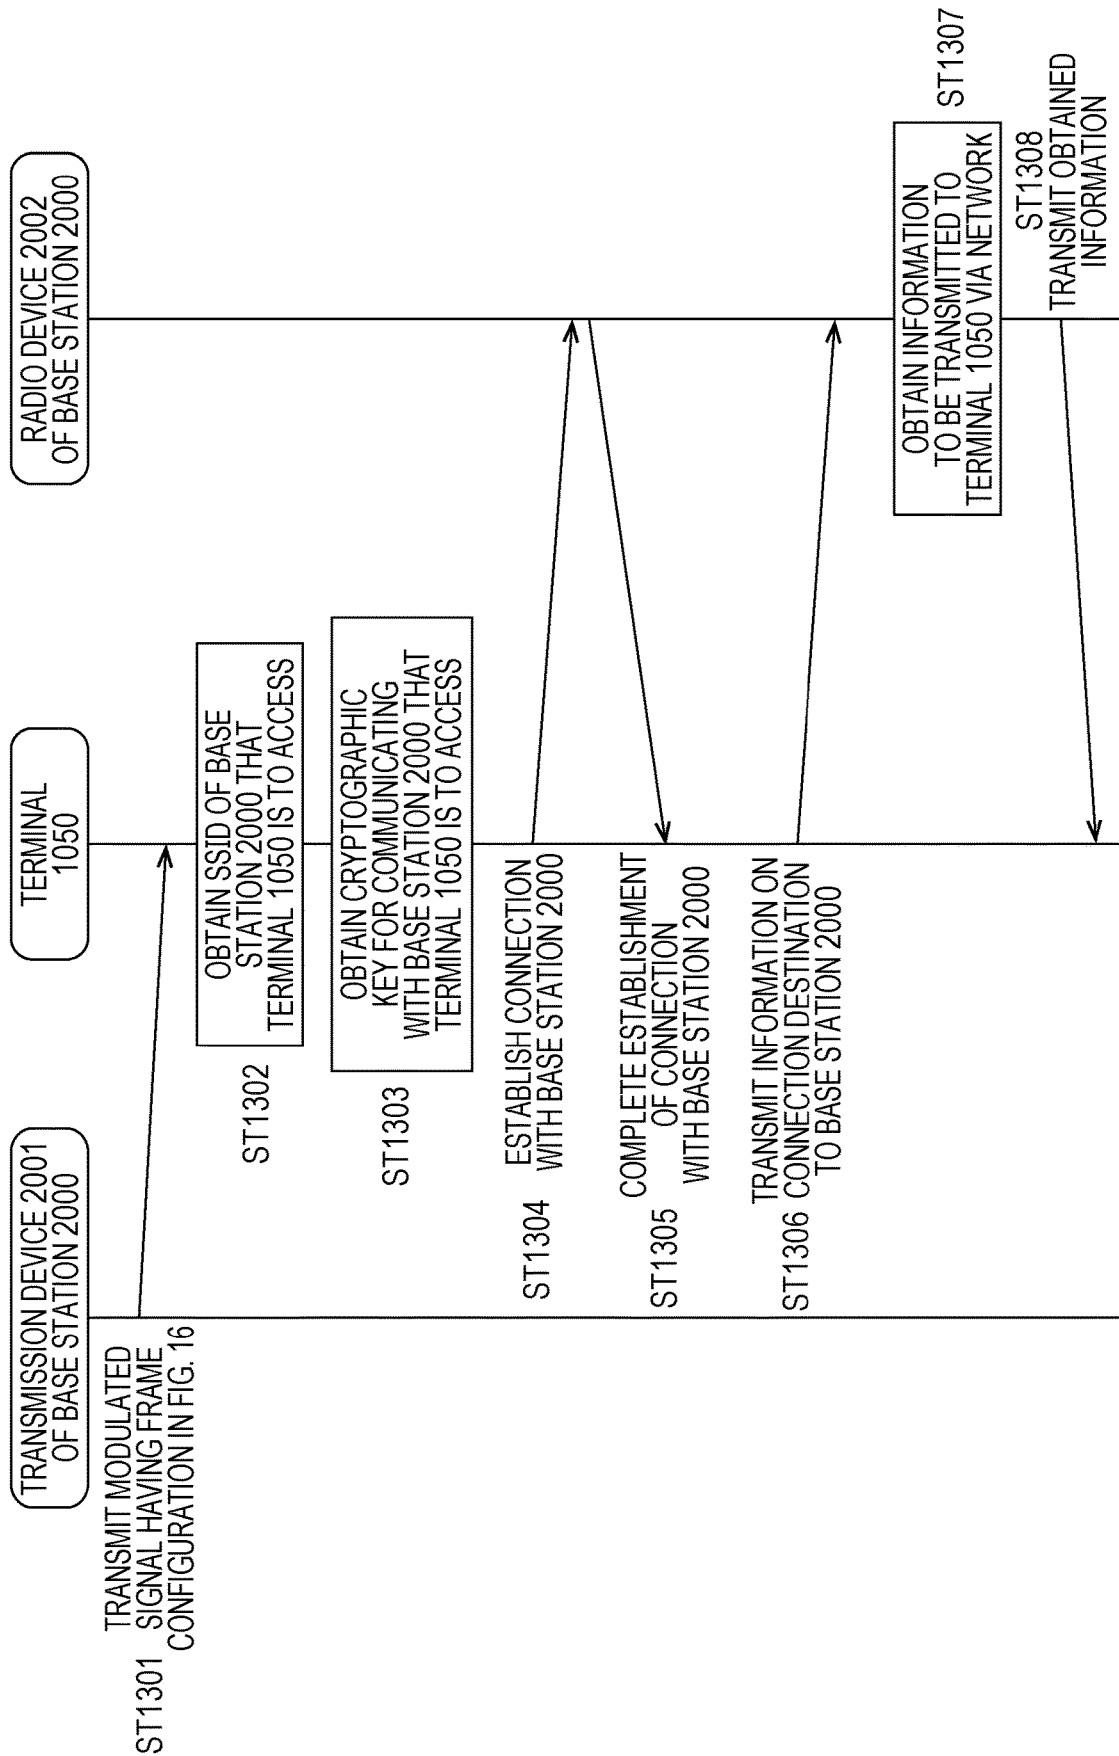 TRANSMISSION DEVICE 2001
OF BASE STATION 2000
TERMINAL
1050
RADIO DEVICE 2002
OF BASE STATION 2000
TRANSMIT MODULATED
ST1301 SIGNAL HAVING FRAME
CONFIGURATION IN FIG. 16
OBTAIN SSID OF BASE
STATION 2000 THAT
TERMINAL 1050 IS TO ACCESS
ST1302
OBTAIN CRYPTOGRAPHIC
KEY FOR COMMUNICATING
WITH BASE STATION 2000 THAT
TERMINAL 1050 IS TO ACCESS
ST1303
ESTABLISH CONNECTION
ST1304 WITH BASE STATION 2000
COMPLETE ESTABLISHMENT
ST1305 OF CONNECTION
WITH BASE STATION 2000
TRANSMIT INFORMATION ON
ST1306 CONNECTION DESTINATION
TO BASE STATION 2000
OBTAIN INFORMATION
TO BE TRANSMITTED TO
TERMINAL 1050 VIA NETWORK
ST1307
ST1308
TRANSMIT OBTAINED
INFORMATION